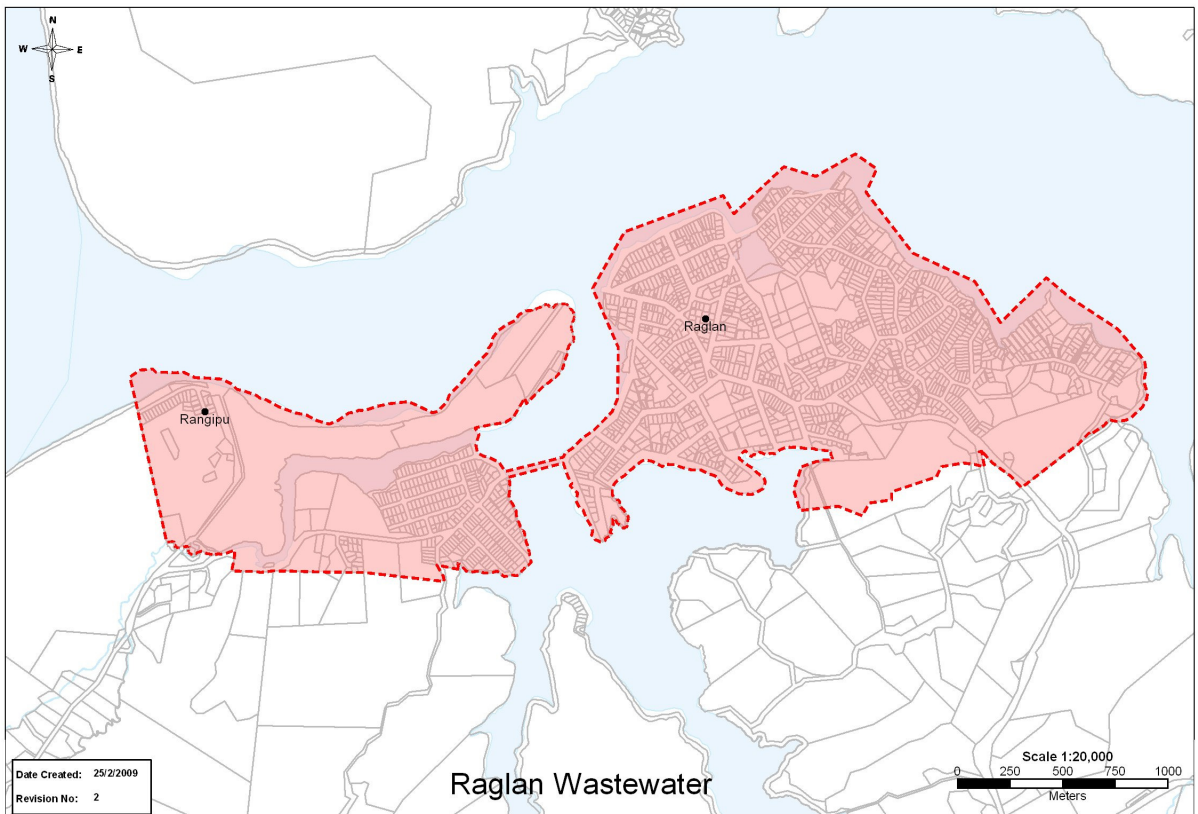 N
W E
S
Raglan
Rangipu
Date Created: 25/2/2009
Revision No: 2
Raglan Wastewater
Scale 1:20,000
0 250 500 750 1000
Meters